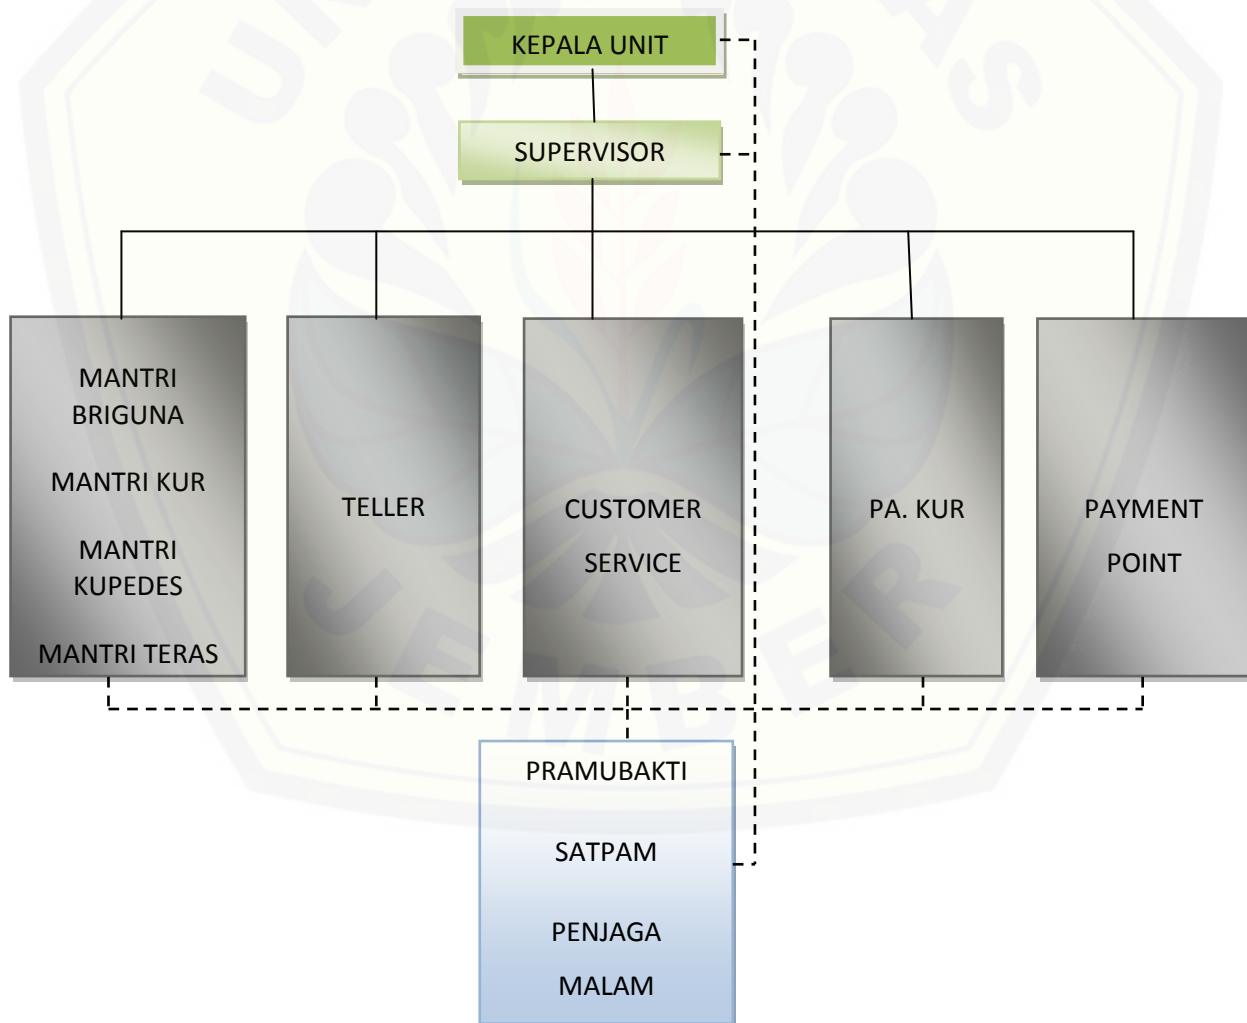 KEPALA UNIT
SUPERVISOR
MANTRI
BRIGUNA
MANTRI KUR
MANTRI
KUPEDES
MANTRI TERAS
TELLER
CUSTOMER
SERVICE
PA. KUR
PAYMENT
POINT
PRAMUBAKTI
SATPAM
PENJAGA
MALAM
JEMBER